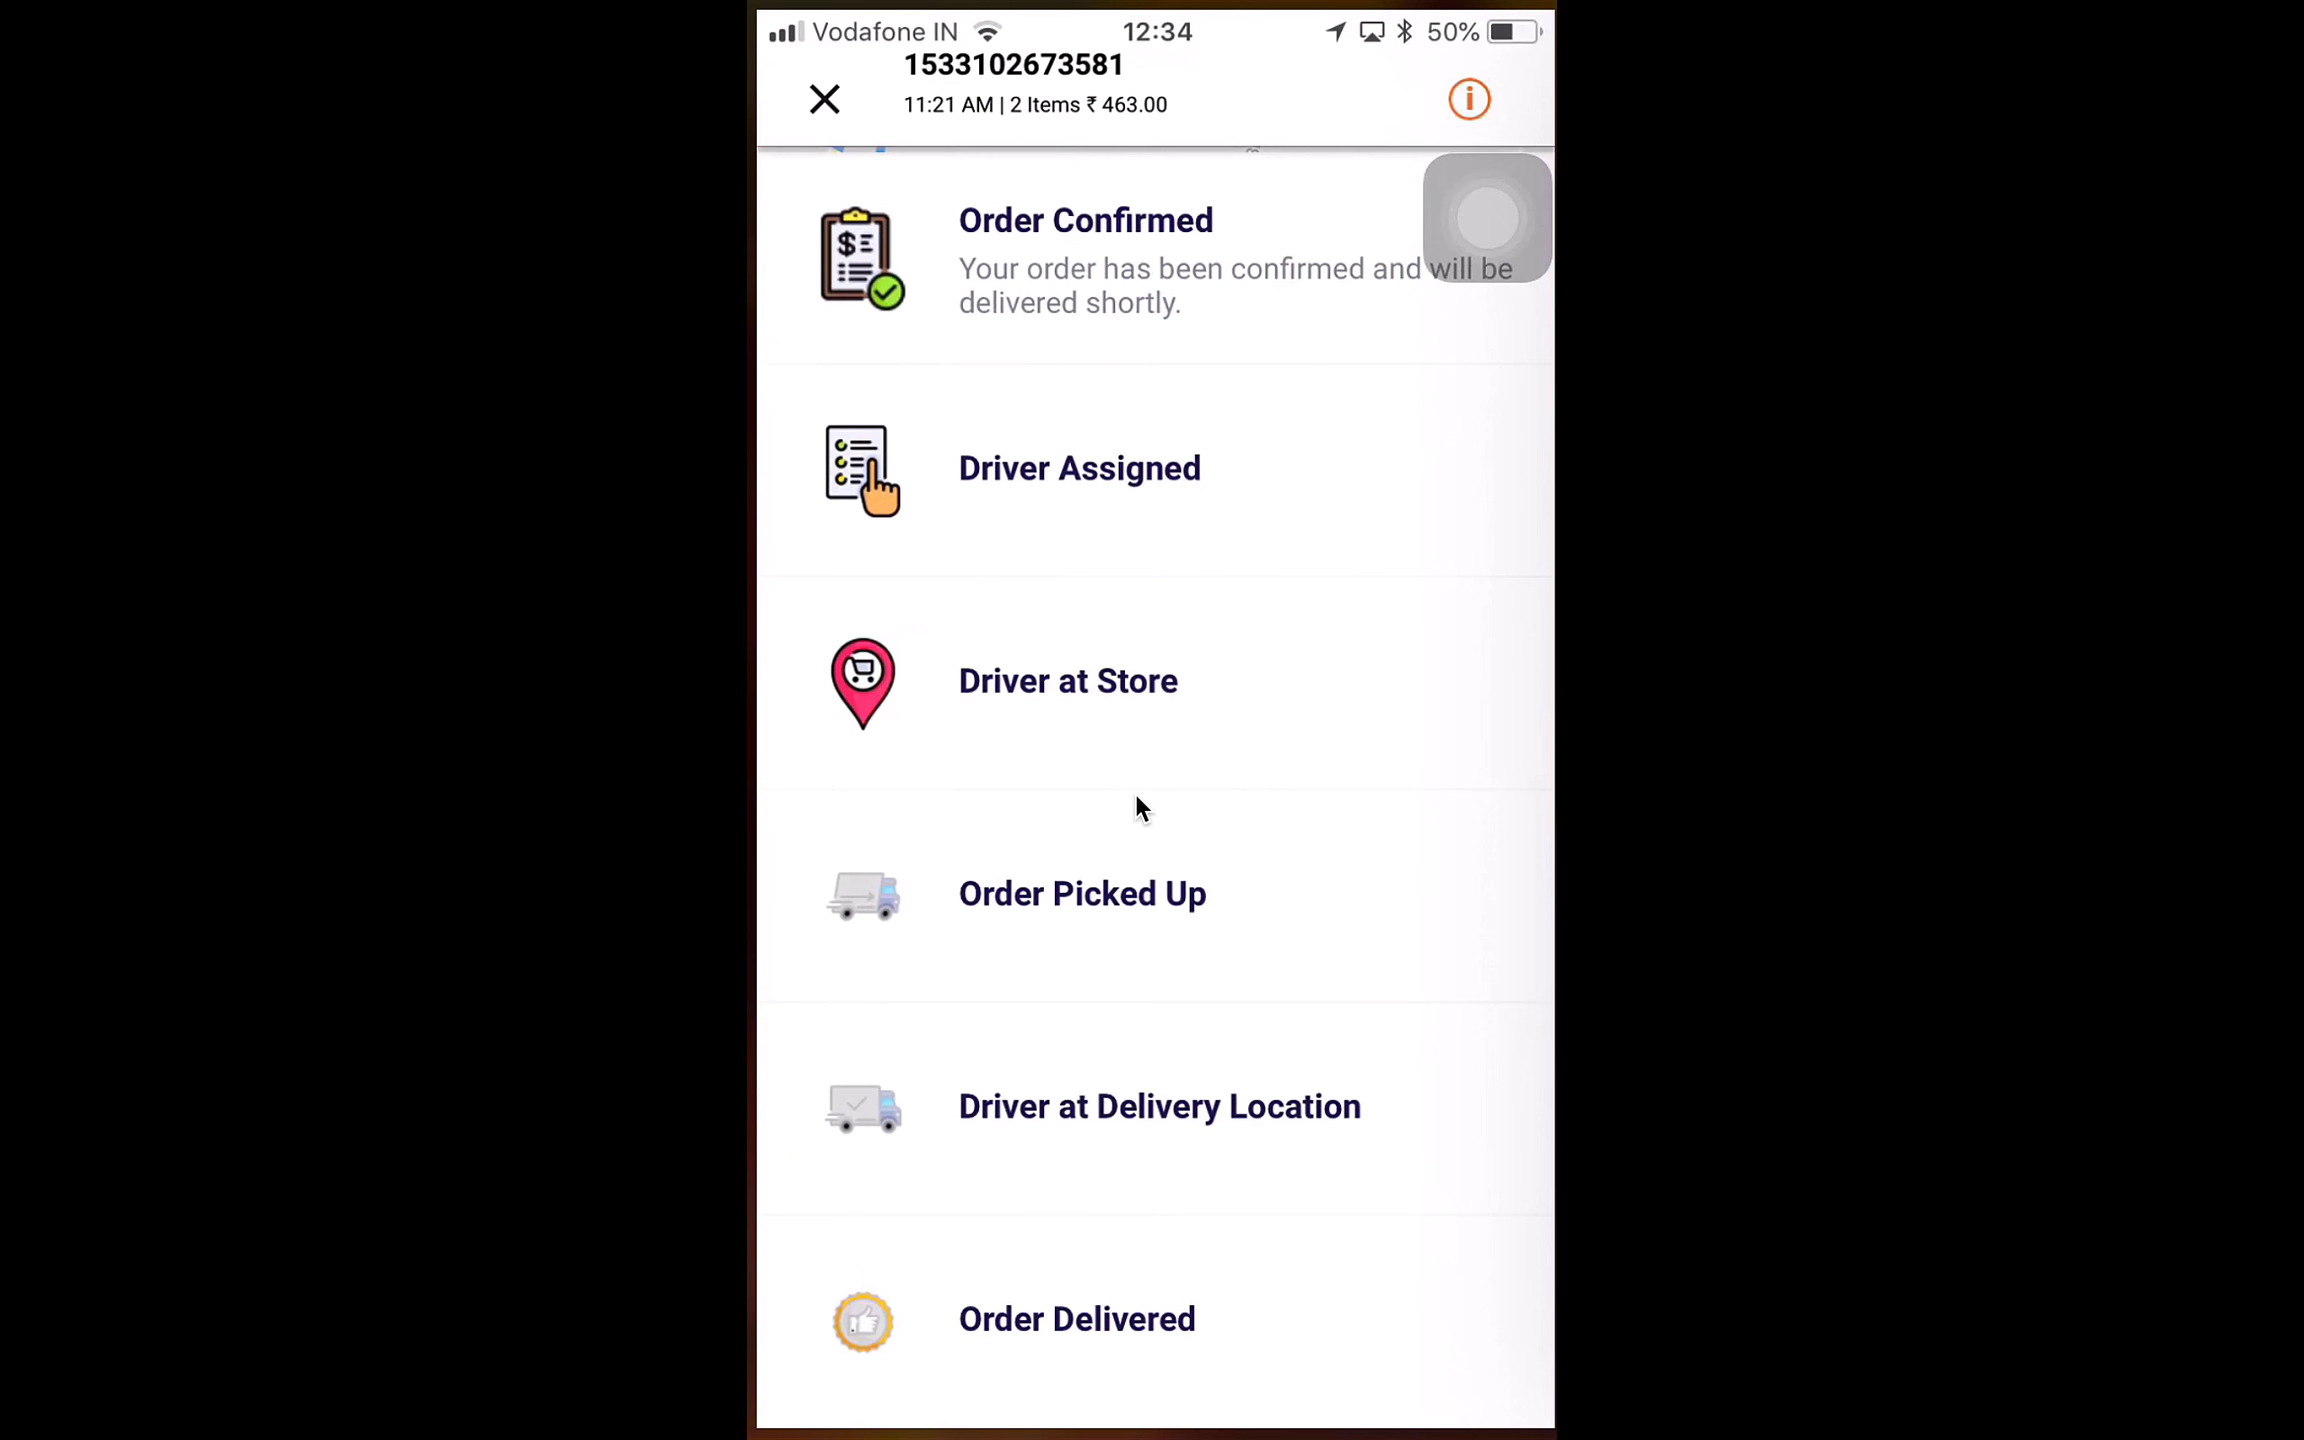 Vodafone IN 12:34 50%
1533102673581
11:21 AM | 2 Items ₹ 463.00
Order Confirmed
Your order has been confirmed and will be
delivered shortly.
Driver Assigned
Driver at Store
Order Picked Up
Driver at Delivery Location
Order Delivered